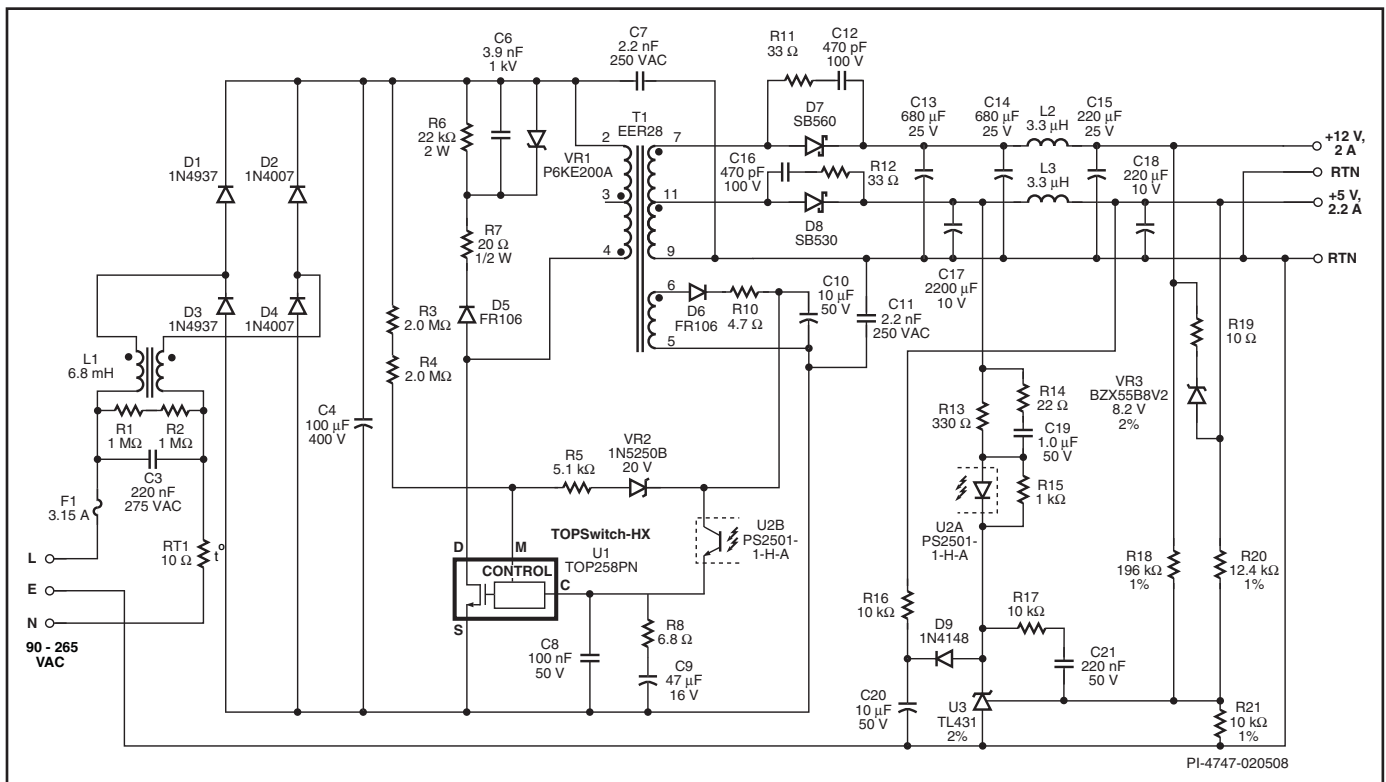 C6
3.9 nF
1 kV
C7
2.2 nF
250 VAC
R11
33 Ω
C12
470 pF
100 V
R6
22 kΩ
2 W
VR1
P6KE200A
T1
EER28
2
3
4
7
11
9
6
5
D7
SB560
C16
470 pF
100 V
R12
33 Ω
D8
SB530
C13
680 µF
25 V
C14
680 µF
25 V
L2
3.3 µH
C15
220 µF
25 V
L3
3.3 µH
C18
220 µF
10 V
+12 V,
2 A
RTN
+5 V,
2.2 A
RTN
D1
1N4937
D2
1N4007
D3
1N4937
D4
1N4007
R7
20 Ω
1/2 W
D5
FR106
R3
2.0 MΩ
R4
2.0 MΩ
D6
FR106
R10
4.7 Ω
C10
10 µF
50 V
C11
2.2 nF
250 VAC
C17
2200 µF
10 V
R19
10 Ω
VR3
BZX55B8V2
8.2 V
2%
L1
6.8 mH
R1
1 MΩ
R2
1 MΩ
C3
220 nF
275 VAC
C4
100 µF
400 V
F1
3.15 A
RT1
10 Ω
t°
L
E
N
90 - 265
VAC
R5
5.1 kΩ
VR2
1N5250B
20 V
R13
330 Ω
R14
22 Ω
C19
1.0 µF
50 V
R15
1 kΩ
U2A
PS2501-
1-H-A
U2B
PS2501-
1-H-A
TOPSwitch-HX
U1
TOP258PN
D
M
CONTROL
C
S
C8
100 nF
50 V
R8
6.8 Ω
C9
47 µF
16 V
R16
10 kΩ
D9
1N4148
R17
10 kΩ
C21
220 nF
50 V
C20
10 µF
50 V
U3
TL431
2%
R18
196 kΩ
1%
R20
12.4 kΩ
1%
R21
10 kΩ
1%
PI-4747-020508